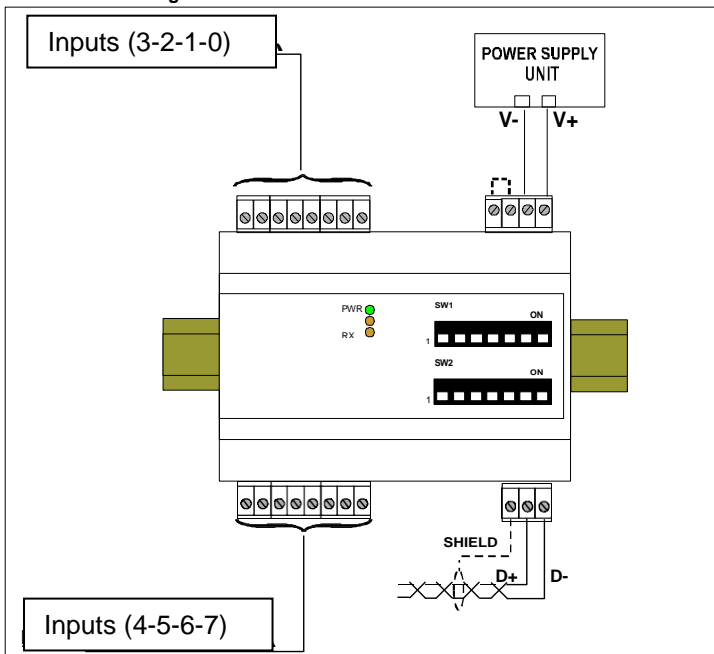 Inputs (3-2-1-0)
POWER SUPPLY
UNIT
V- V+
PWR
RX
SW1
ON
1
SW2
ON
1
SHIELD
D+ D-
Inputs (4-5-6-7)